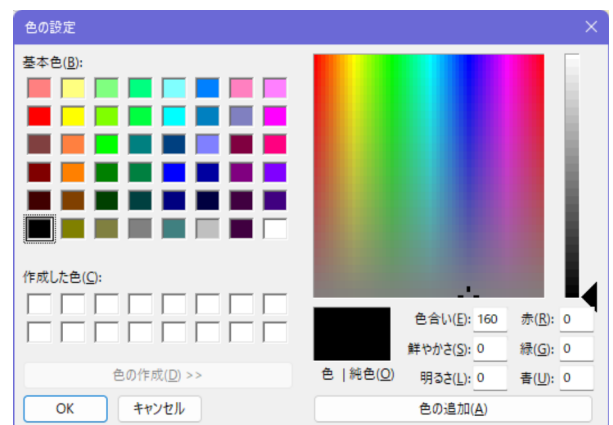 色の設定
基本色(B):
作成した色(C):
色の作成(D) >>
OK
キャンセル
色 | 純色(O)
色合い(E): 160
鮮やかさ(S): 0
明るさ(L): 0
赤(R): 0
緑(G): 0
青(U): 0
色の追加(A)